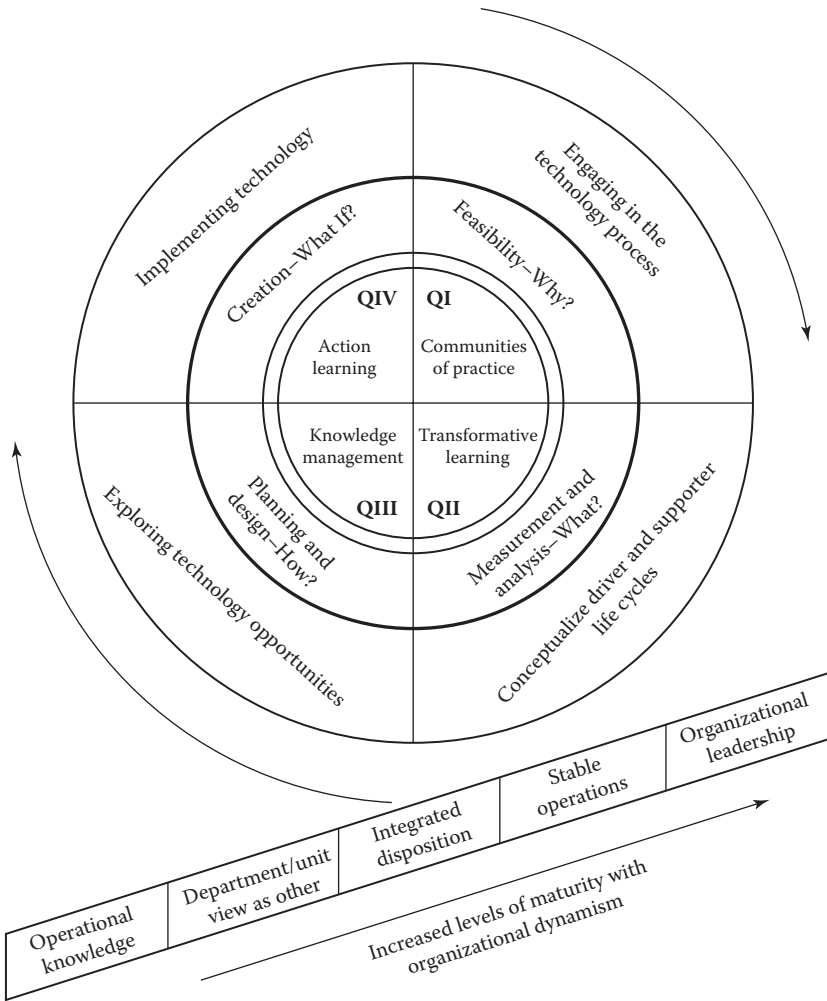 Implementing technology
Engaging in the
technology process
Creation–What If?
Feasibility–Why?
QIV
QI
Action
learning
Communities
of practice
Knowledge
management
Transformative
learning
QIII
QII
Planning and
design–How?
Measurement and
analysis–What?
Exploring technology opportunities
Conceptualize driver and supporter
life cycles
Operational
knowledge
Department/unit
view as other
Integrated
disposition
Stable
operations
Organizational
leadership
Increased levels of maturity with
organizational dynamism